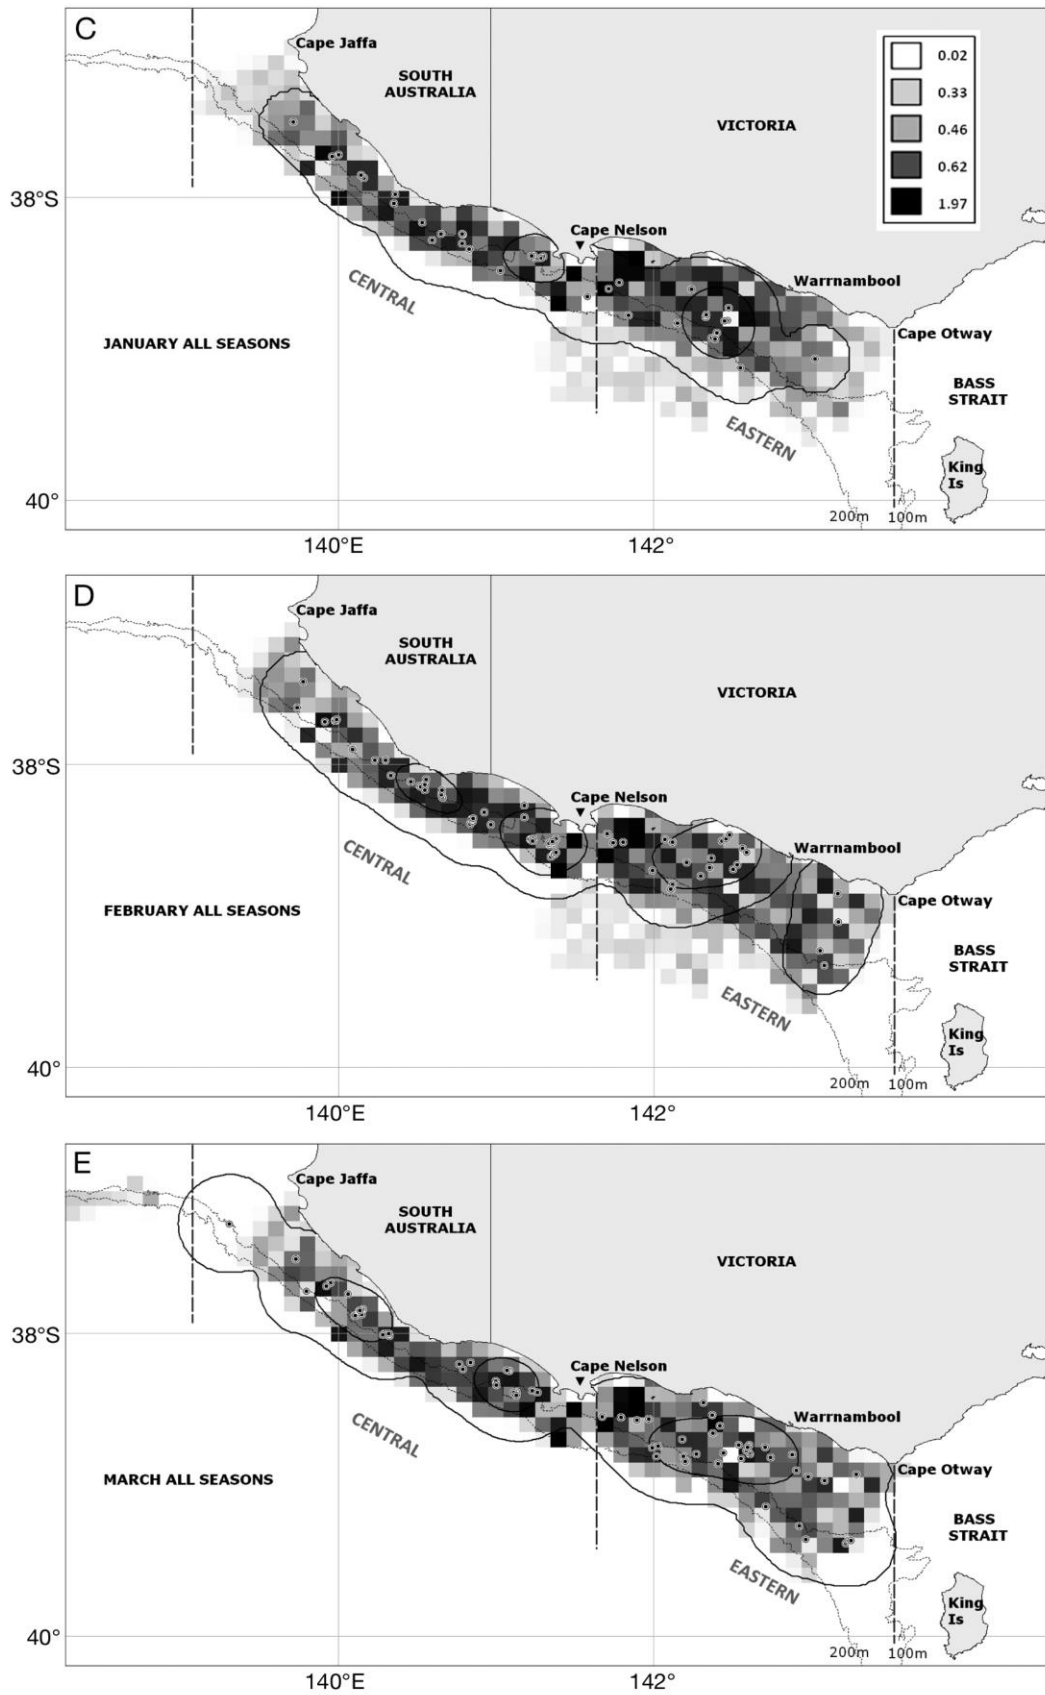 C
Cape Jaffa
SOUTH
AUSTRALIA
VICTORIA
0.02
0.33
0.46
0.62
1.97
38°S
Cape Nelson
CENTRAL
Warrnambool
JANUARY ALL SEASONS
Cape Otway
BASS
STRAIT
EASTERN
King
Is
40°
200m
100m
140°E
142°
D
Cape Jaffa
SOUTH
AUSTRALIA
VICTORIA
38°S
Cape Nelson
CENTRAL
Warrnambool
FEBRUARY ALL SEASONS
Cape Otway
BASS
STRAIT
EASTERN
King
Is
40°
200m
100m
140°E
142°
E
Cape Jaffa
SOUTH
AUSTRALIA
VICTORIA
38°S
Cape Nelson
CENTRAL
Warrnambool
MARCH ALL SEASONS
Cape Otway
BASS
STRAIT
EASTERN
King
Is
40°
200m
100m
140°E
142°